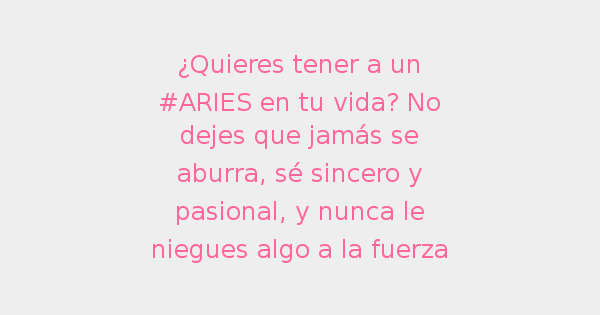 ¿Quieres tener a un
#ARIES en tu vida? No
dejes que jamás se
aburra, sé sincero y
pasional, y nunca le
niegues algo a la fuerza